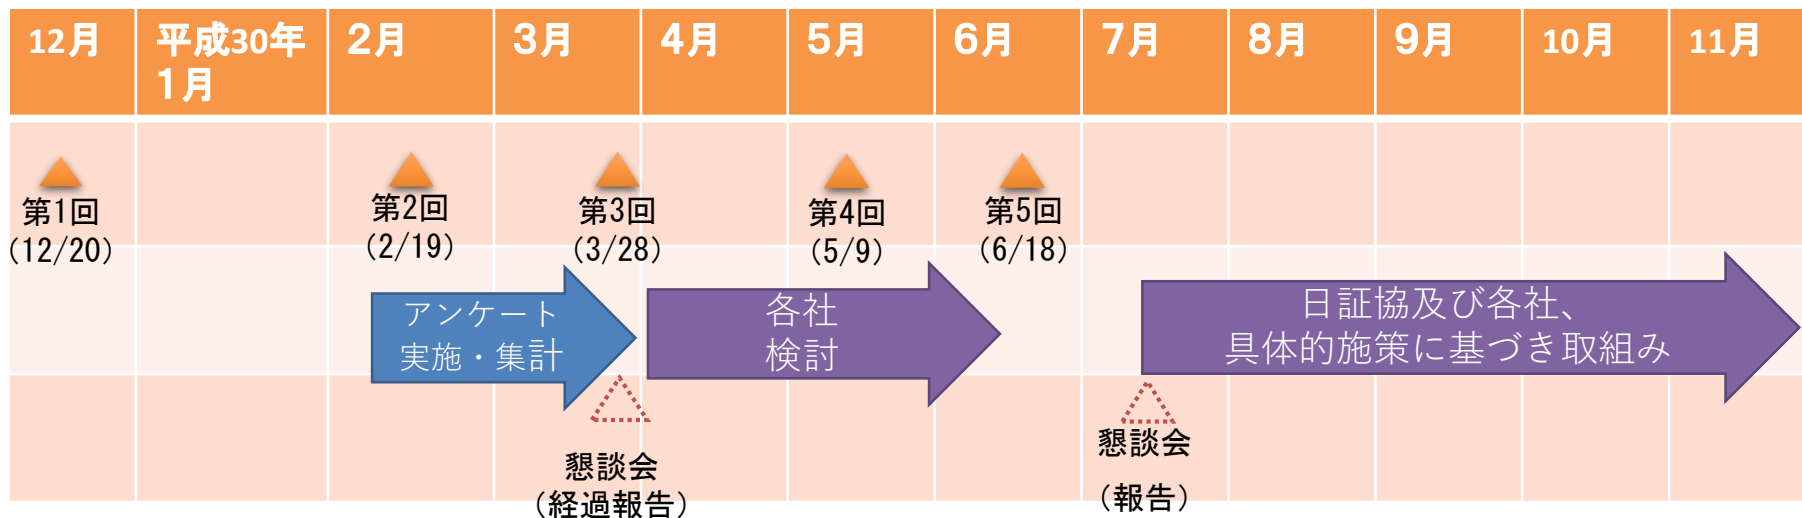 12月
平成30年
1月
2月
3月
4月
5月
6月
7月
8月
9月
10月
11月
第1回
(12/20)
第2回
(2/19)
第3回
(3/28)
第4回
(5/9)
第5回
(6/18)
アンケート
実施・集計
各社
検討
日証協及び各社、
具体的施策に基づき取組み
懇談会
(経過報告)
懇談会
(報告)